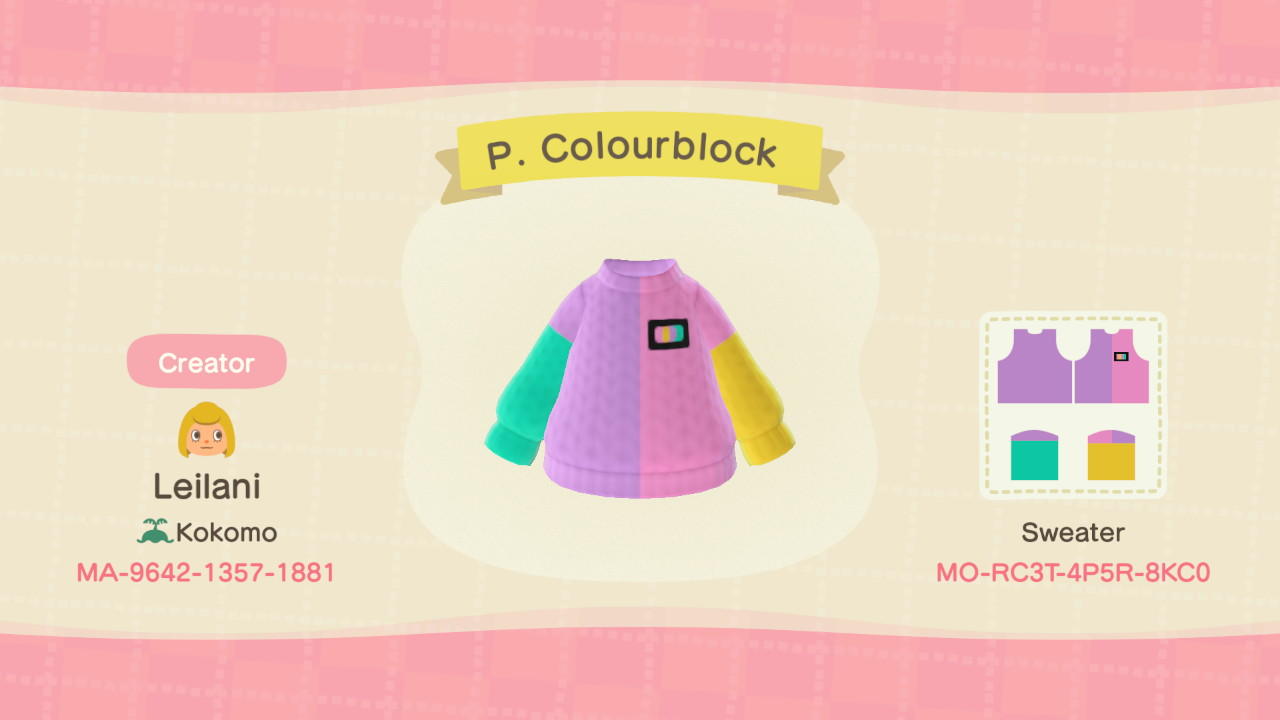 P. Colourblock
Creator
Leilani
Kokomo
MA-9642-1357-1881
Sweater
MO-RC3T-4P5R-8KC0